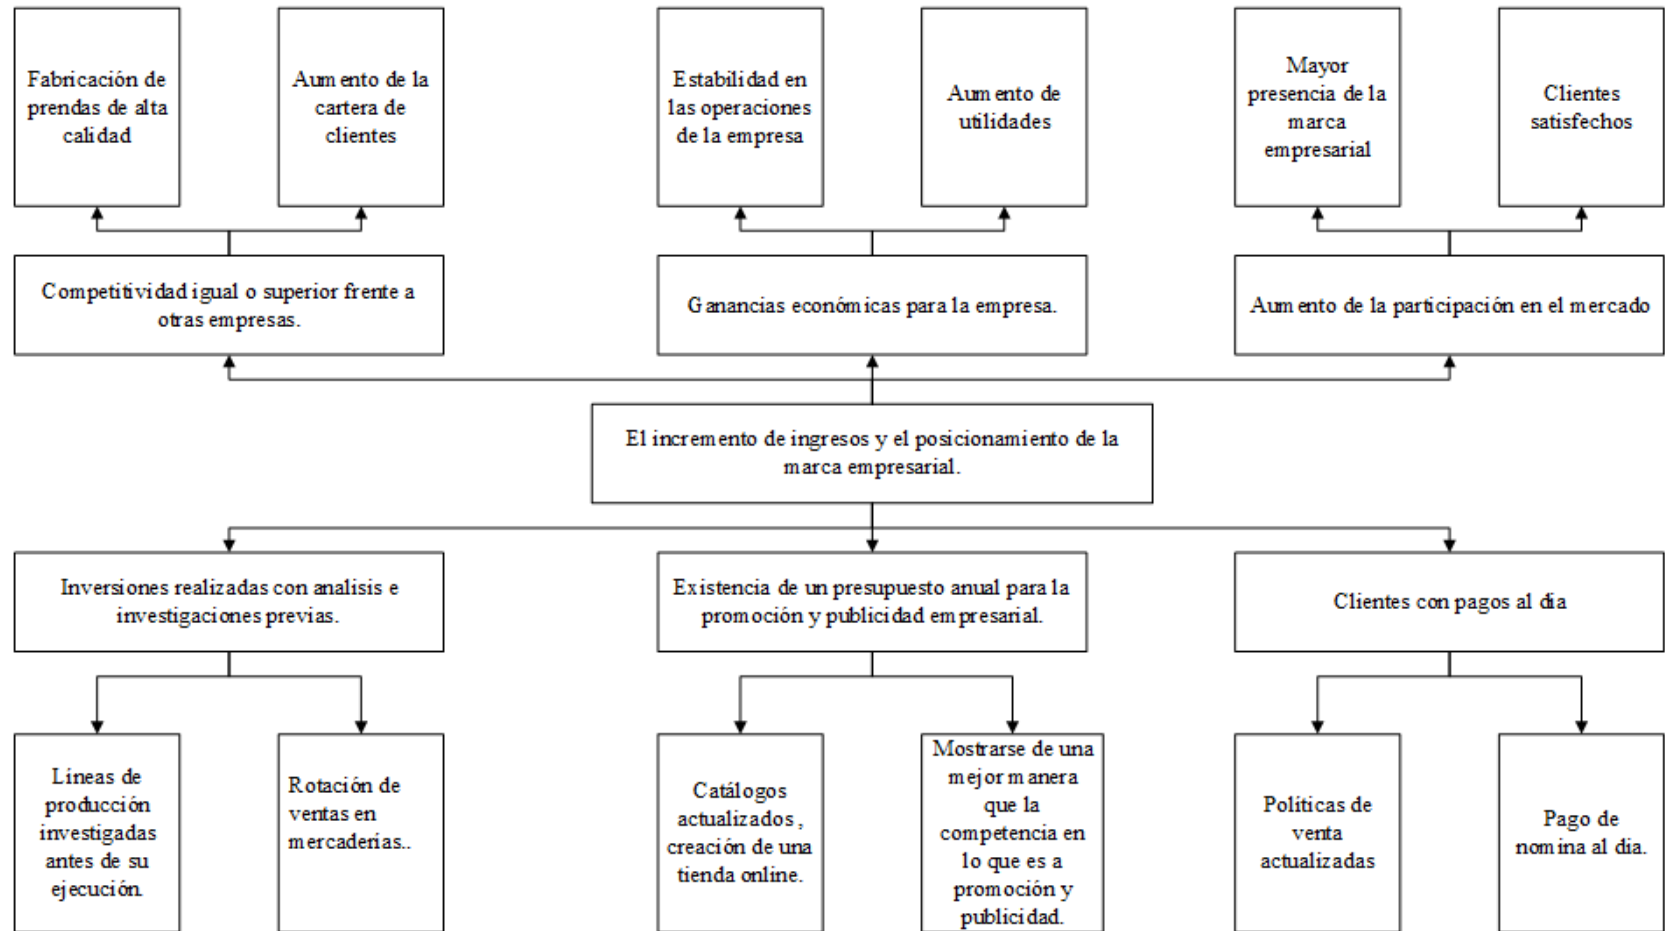 Fabricación de
prendas de alta
calidad
Aumento de la
cartera de
clientes
Estabilidad en
las operaciones
de la empresa
Aumento de
utilidades
Mayor
presencia de la
marca
empresarial
Clientes
satisfechos
Competitividad igual o superior frente a
otras empresas.
Ganancias económicas para la empresa.
Aumento de la participación en el mercado
El incremento de ingresos y el posicionamiento de la
marca empresarial.
Inversiones realizadas con analisis e
investigaciones previas.
Existencia de un presupuesto anual para la
promoción y publicidad empresarial.
Clientes con pagos al día
Líneas de
producción
investigadas
antes de su
ejecución.
Rotación de
ventas en
mercaderías..
Catálogos
actualizados ,
creación de una
tienda online.
Mostrarse de una
mejor manera
que la
competencia en
lo que es a
promoción y
publicidad.
Políticas de
venta
actualizadas
Pago de
nomina al día.